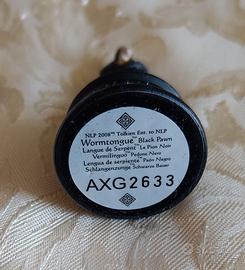 NLP 2008™ Tolkien Ent. to NLP
Wormtongue™ Black Pawn
Langue de Serpent™ Le Pion Noir
Vermilinguo™ Pedone Nero
Lengua de serpiente™ Peón Negro
Schlangenzunge Schwarzer Bauer
AXG2633